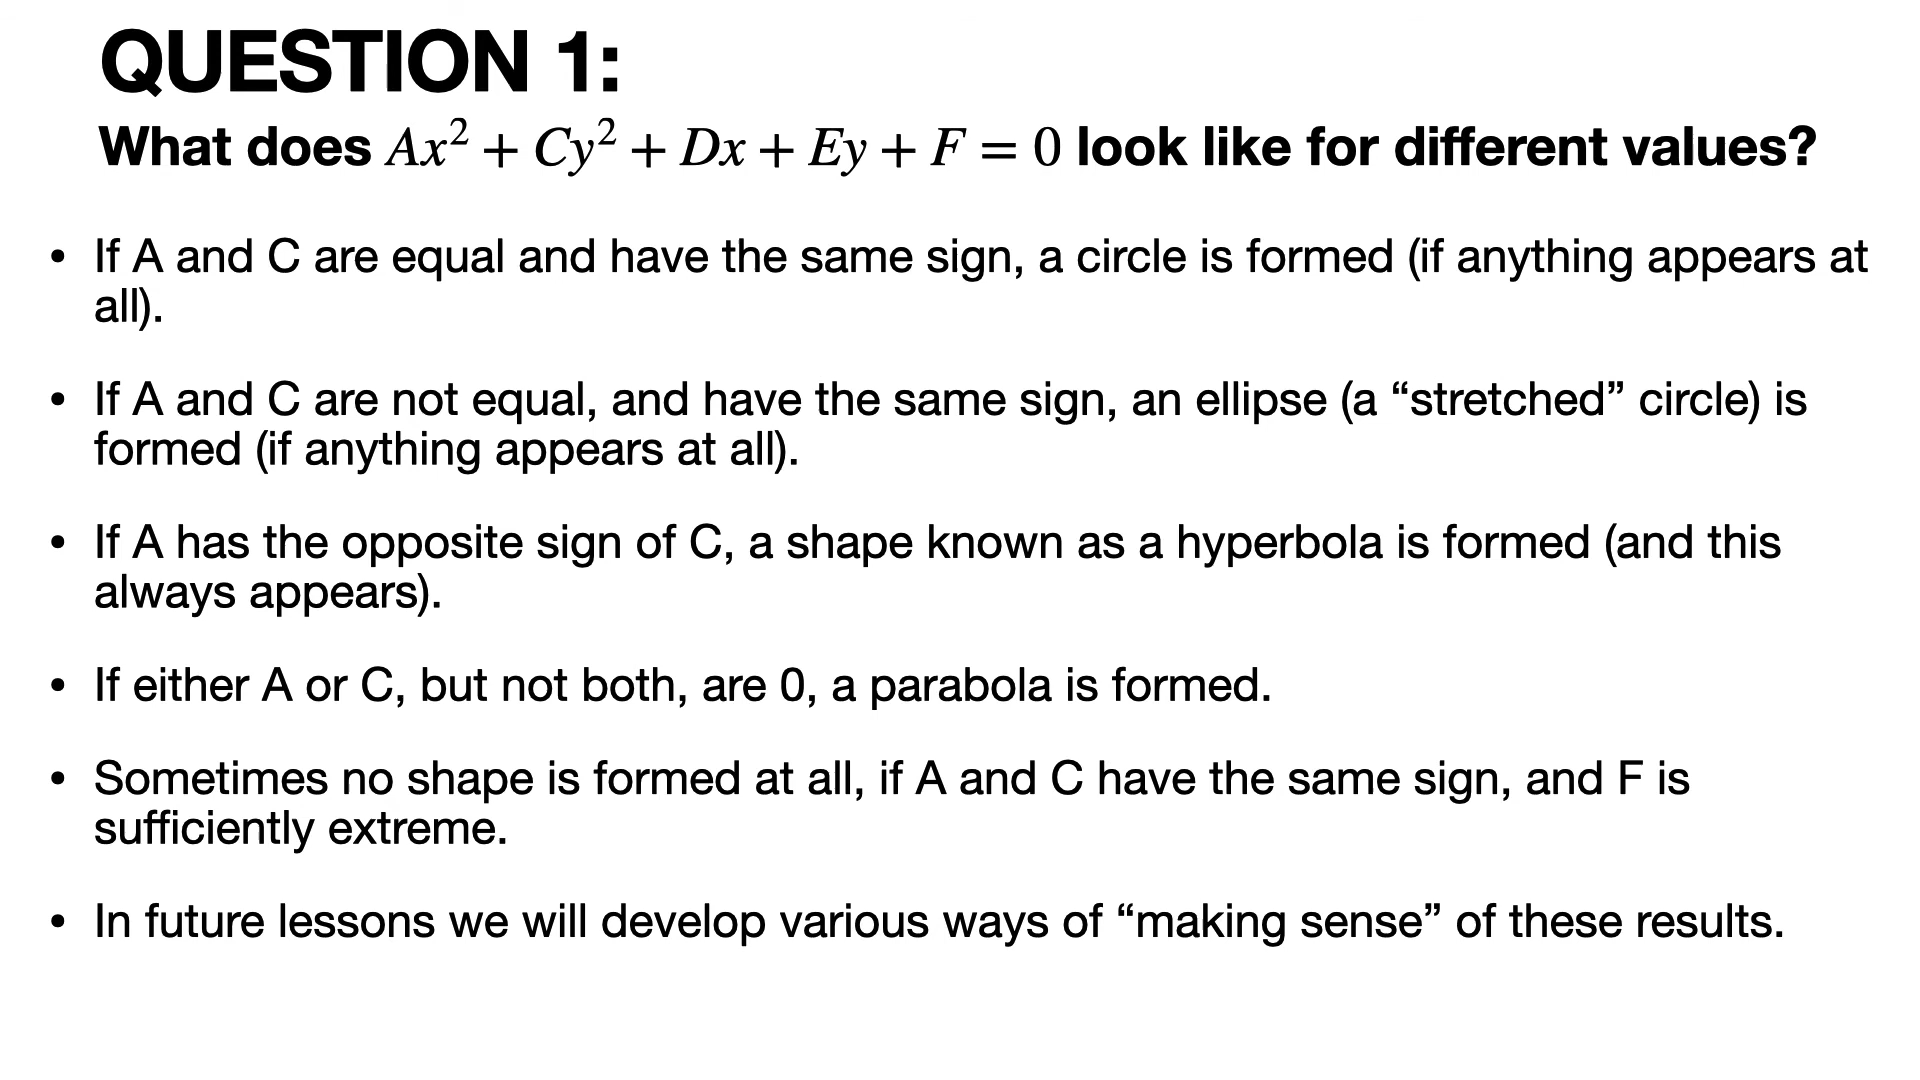 QUESTION 1:
What does Ax² + Cy² + Dx + Ey + F = 0 look like for different values?
• If A and C are equal and have the same sign, a circle is formed (if anything appears at
all).
• If A and C are not equal, and have the same sign, an ellipse (a “stretched” circle) is
formed (if anything appears at all).
• If A has the opposite sign of C, a shape known as a hyperbola is formed (and this
always appears).
• If either A or C, but not both, are 0, a parabola is formed.
• Sometimes no shape is formed at all, if A and C have the same sign, and F is
sufficiently extreme.
• In future lessons we will develop various ways of “making sense” of these results.